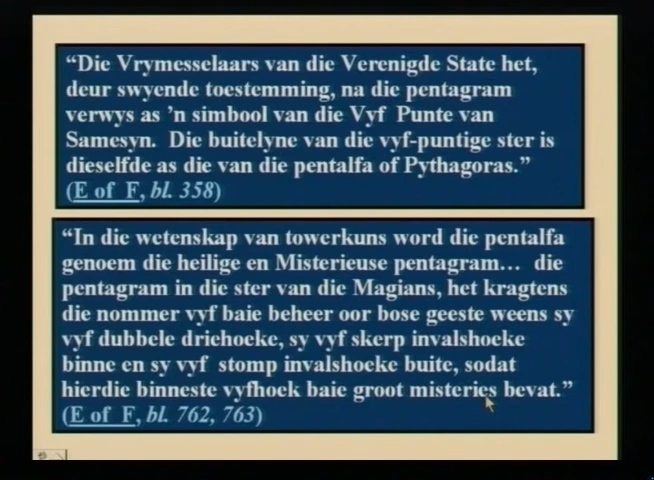 “Die Vrymesselaars van die Verenigde State het,
deur swyende toestemming, na die pentagram
verwys as ’n simbool van die Vyf Punte van
Samesyn. Die buitelyne van die vyf-puntige ster is
dieselfde as die van die pentalfa of Pythagoras.”
(E of F, bl. 358)
“In die wetenskap van towerkuns word die pentalfa
genoem die heilige en Misterieuse pentagram… die
pentagram in die ster van die Magians, het kragtens
die nommer vyf baie beheer oor bose geeste weens sy
vyf dubbele driehoeke, sy vyf skerp invalshoeke
binne en sy vyf stomp invalshoeke buite, sodat
hierdie binneste vyfhoek baie groot misteries bevat.”
(E of F, bl. 762, 763)